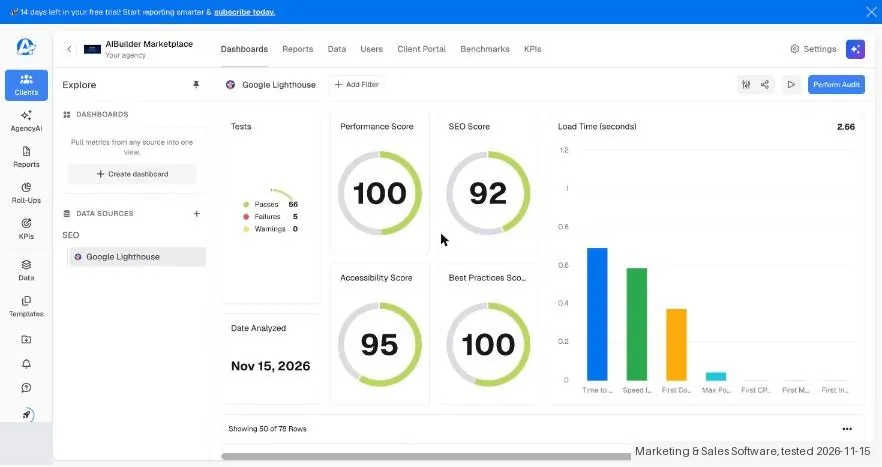 🚀 14 days left in your free trial! Start reporting smarter & subscribe today.
AIBuilder Marketplace
Your agency
Dashboards
Reports
Data
Users
Client Portal
Benchmarks
KPIs
Settings
Clients
AgencyAI
Reports
Roll-Ups
KPIs
Data
Templates
Explore
DASHBOARDS
Pull metrics from any source into one
view.
+ Create dashboard
DATA SOURCES
+
SEO
Google Lighthouse
Google Lighthouse
+ Add Filter
Perform Audit
Tests
Passes 66
Failures 5
Warnings 0
Performance Score
100
SEO Score
92
Load Time (seconds)
2.66
1.2
1
0.8
0.6
0.4
0.2
0
Time to ...
Speed I...
First Co...
Max Po...
First CP...
First M...
First In...
Accessibility Score
95
Best Practices Sco...
100
Date Analyzed
Nov 15, 2026
Showing 50 of 78 Rows
Marketing & Sales Software, tested 2026-11-15